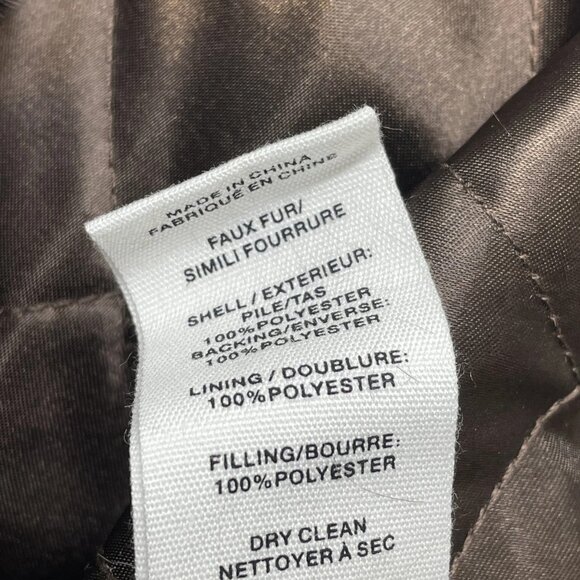 MADE IN CHINA
FABRIQUÉ EN CHINE
FAUX FUR/
SIMILI FOURRURE
SHELL / EXTERIEUR:
PILE/TAS
100% POLYESTER
BACKING/ENVERSE:
100% POLYESTER
LINING / DOUBLURE:
100% POLYESTER
FILLING/BOURRE:
100% POLYESTER
DRY CLEAN
NETTOYER À SEC